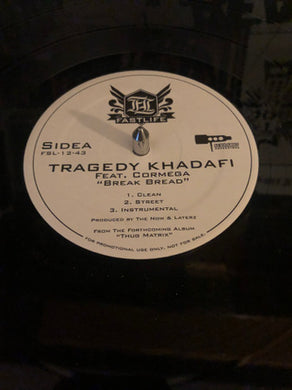 FL
FASTLIFE
SIDEA
FSL-12-43
TRAGEDY KHADAFI
FEAT. CORMEGA
"BREAK BREAD"
1. CLEAN
2. STREET
3. INSTRUMENTAL
PRODUCED BY THE NOW & LATERZ
FROM THE FORTHCOMING ALBUM
"THUG MATRIX"
FOR PROMOTIONAL USE ONLY. NOT FOR SALE.